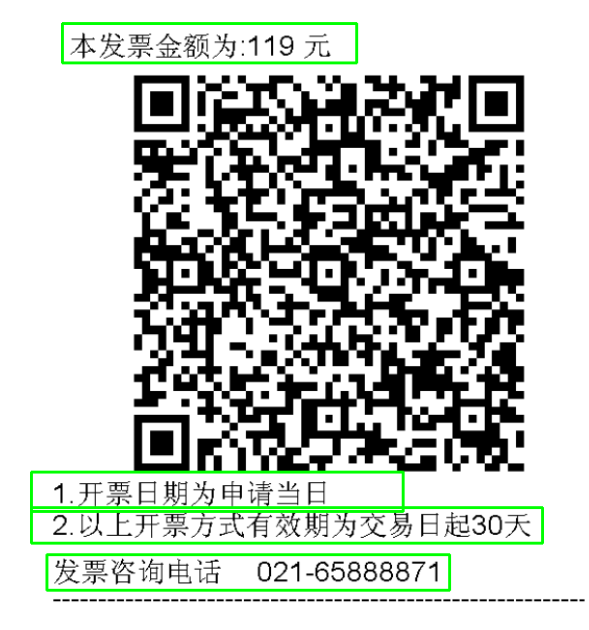 本发票金额为:119 元
1.开票日期为申请当日
2.以上开票方式有效期为交易日起30天
发票咨询电话 021-65888871